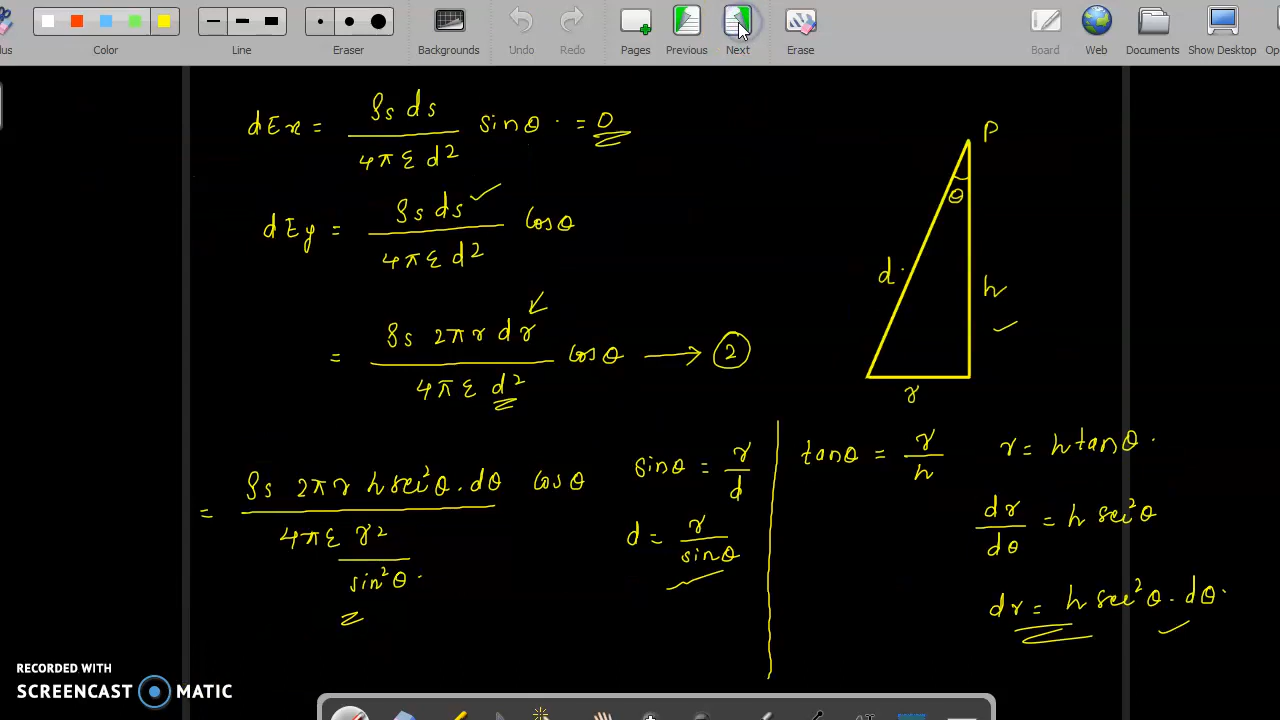 Color
Line
Eraser
Backgrounds
Undo
Redo
Pages
Previous
Next
Erase
Board
Web
Documents
Show Desktop
dEx = ρs ds / 4πε d² sinθ = 0
dEy = ρs ds / 4πε d² cosθ
= ρs 2πr dr / 4πε d² cosθ → ②
= ρs 2πr h sec²θ . dθ cosθ / 4πε r² / sin²θ
sinθ = r / d
d = r / sinθ
P
θ
d
h
r
tanθ = r / h
r = h tanθ
dr / dθ = h sec²θ
dr = h sec²θ . dθ
RECORDED WITH
SCREENCAST MATIC